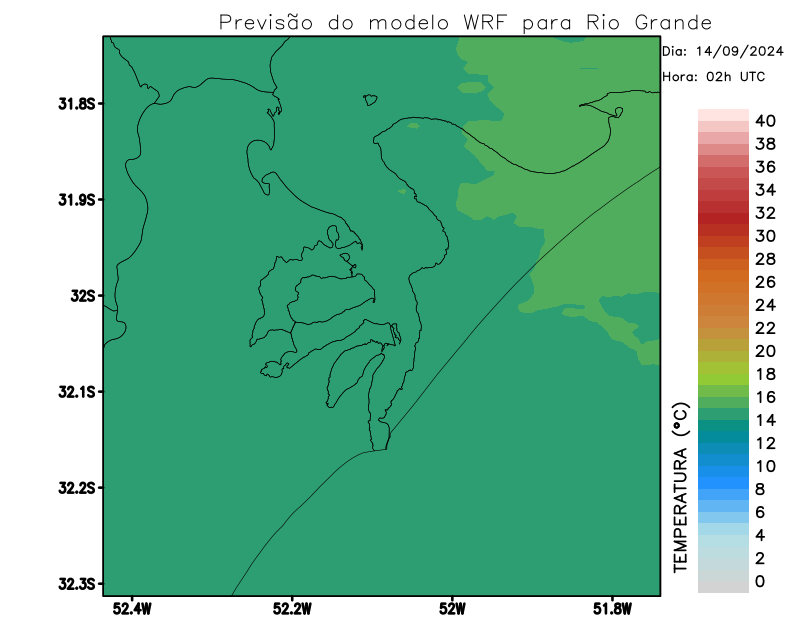 Previsão do modelo WRF para Rio Grande
Dia: 14/09/2024
Hora: 02h UTC
31.8S
31.9S
32S
32.1S
32.2S
32.3S
52.4W
52.2W
52W
51.8W
40
38
36
34
32
30
28
26
24
22
20
18
16
14
12
10
8
6
4
2
0
TEMPERATURA (°C)